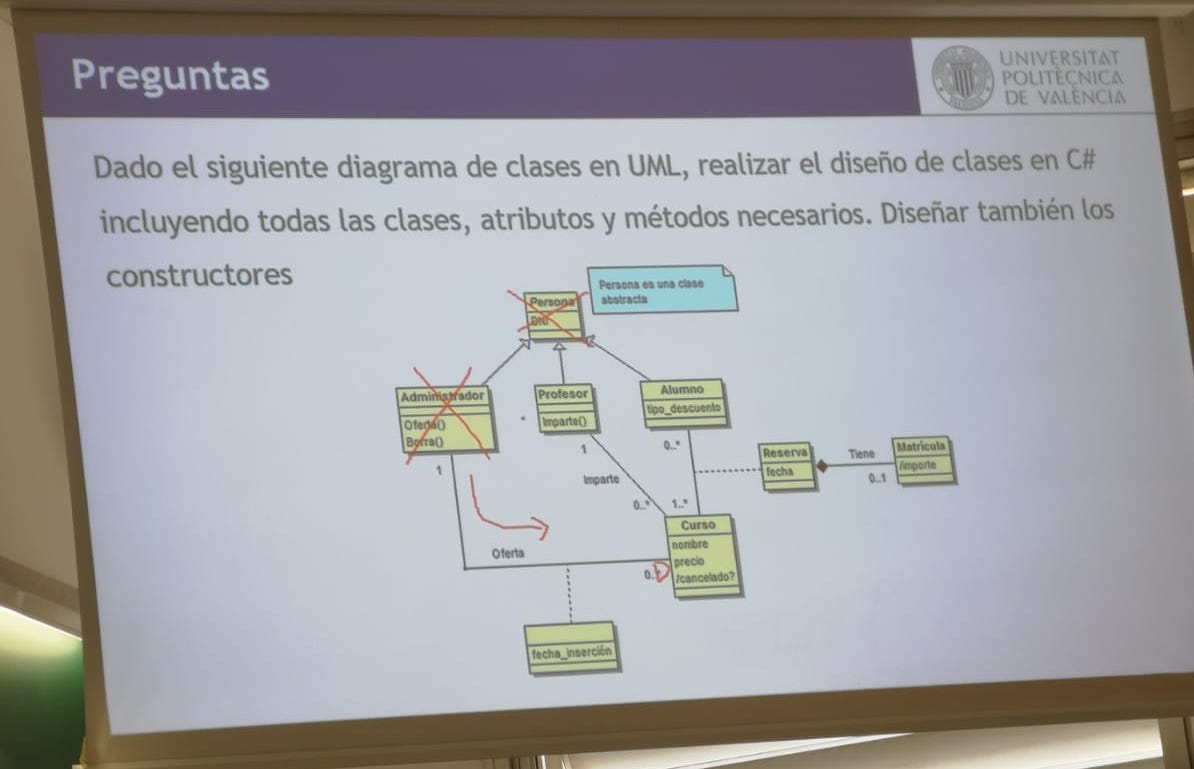 Preguntas
UNIVERSITAT
POLITÈCNICA
DE VALÈNCIA
Dado el siguiente diagrama de clases en UML, realizar el diseño de clases en C#
incluyendo todas las clases, atributos y métodos necesarios. Diseñar también los
constructores
Persona es una clase
abstracta
Persona
DNI
Administrador
Oferta()
Borra()
Profesor
Imparte()
Alumno
tipo_descuento
*
1
1
0..*
Imparte
0..*
1..*
Reserva
fecha
Tiene
0..1
Matrícula
/importe
Curso
nombre
precio
/cancelado?
Oferta
fecha_inserción